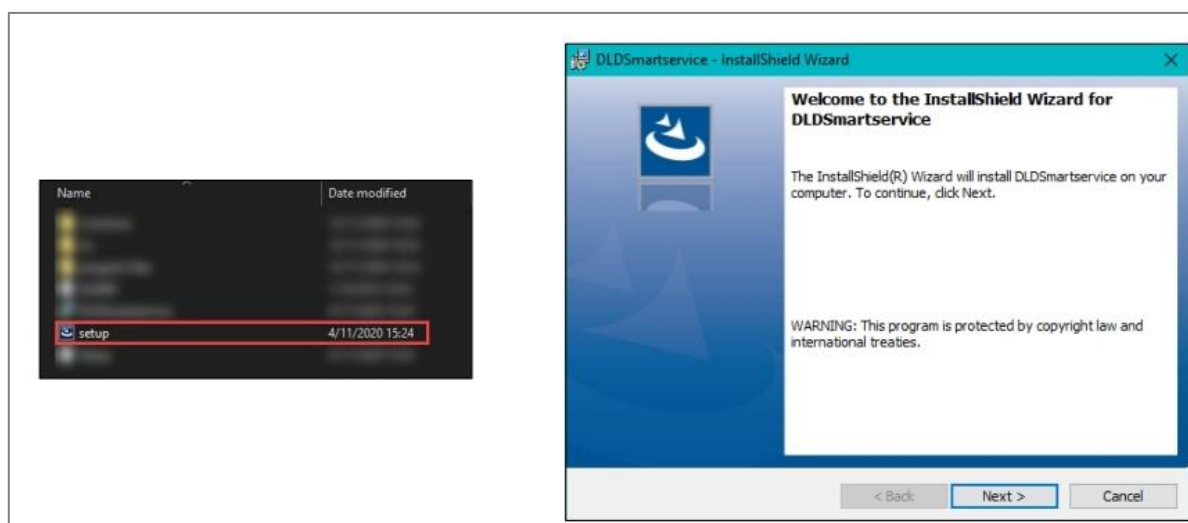 Name
Date modified
setup
4/11/2020 15:24
DLDSmartservice - InstallShield Wizard
Welcome to the InstallShield Wizard for
DLDSmartservice
The InstallShield(R) Wizard will install DLDSmartservice on your
computer. To continue, click Next.
WARNING: This program is protected by copyright law and
international treaties.
< Back
Next >
Cancel